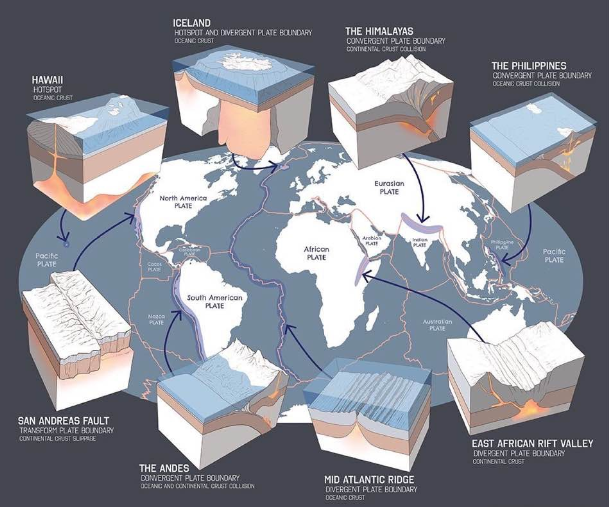 ICELAND
HOTSPOT AND DIVERGENT PLATE BOUNDARY
OCEANIC CRUST
THE HIMALAYAS
CONVERGENT PLATE BOUNDARY
CONTINENTAL CRUST COLLISION
THE PHILIPPINES
CONVERGENT PLATE BOUNDARY
OCEANIC CRUST COLLISION
HAWAII
HOTSPOT
OCEANIC CRUST
North America
PLATE
Eurasian
PLATE
Pacific
PLATE
Cocos
PLATE
PLATE
African
PLATE
Arabian
PLATE
Indian
PLATE
Philippine
PLATE
Pacific
PLATE
Nazca
PLATE
South American
PLATE
Australian
PLATE
SAN ANDREAS FAULT
TRANSFORM PLATE BOUNDARY
CONTINENTAL CRUST SLIPPAGE
THE ANDES
CONVERGENT PLATE BOUNDARY
OCEANIC AND CONTINENTAL CRUST COLLISION
MID ATLANTIC RIDGE
DIVERGENT PLATE BOUNDARY
OCEANIC CRUST
EAST AFRICAN RIFT VALLEY
DIVERGENT PLATE BOUNDARY
CONTINENTAL CRUST